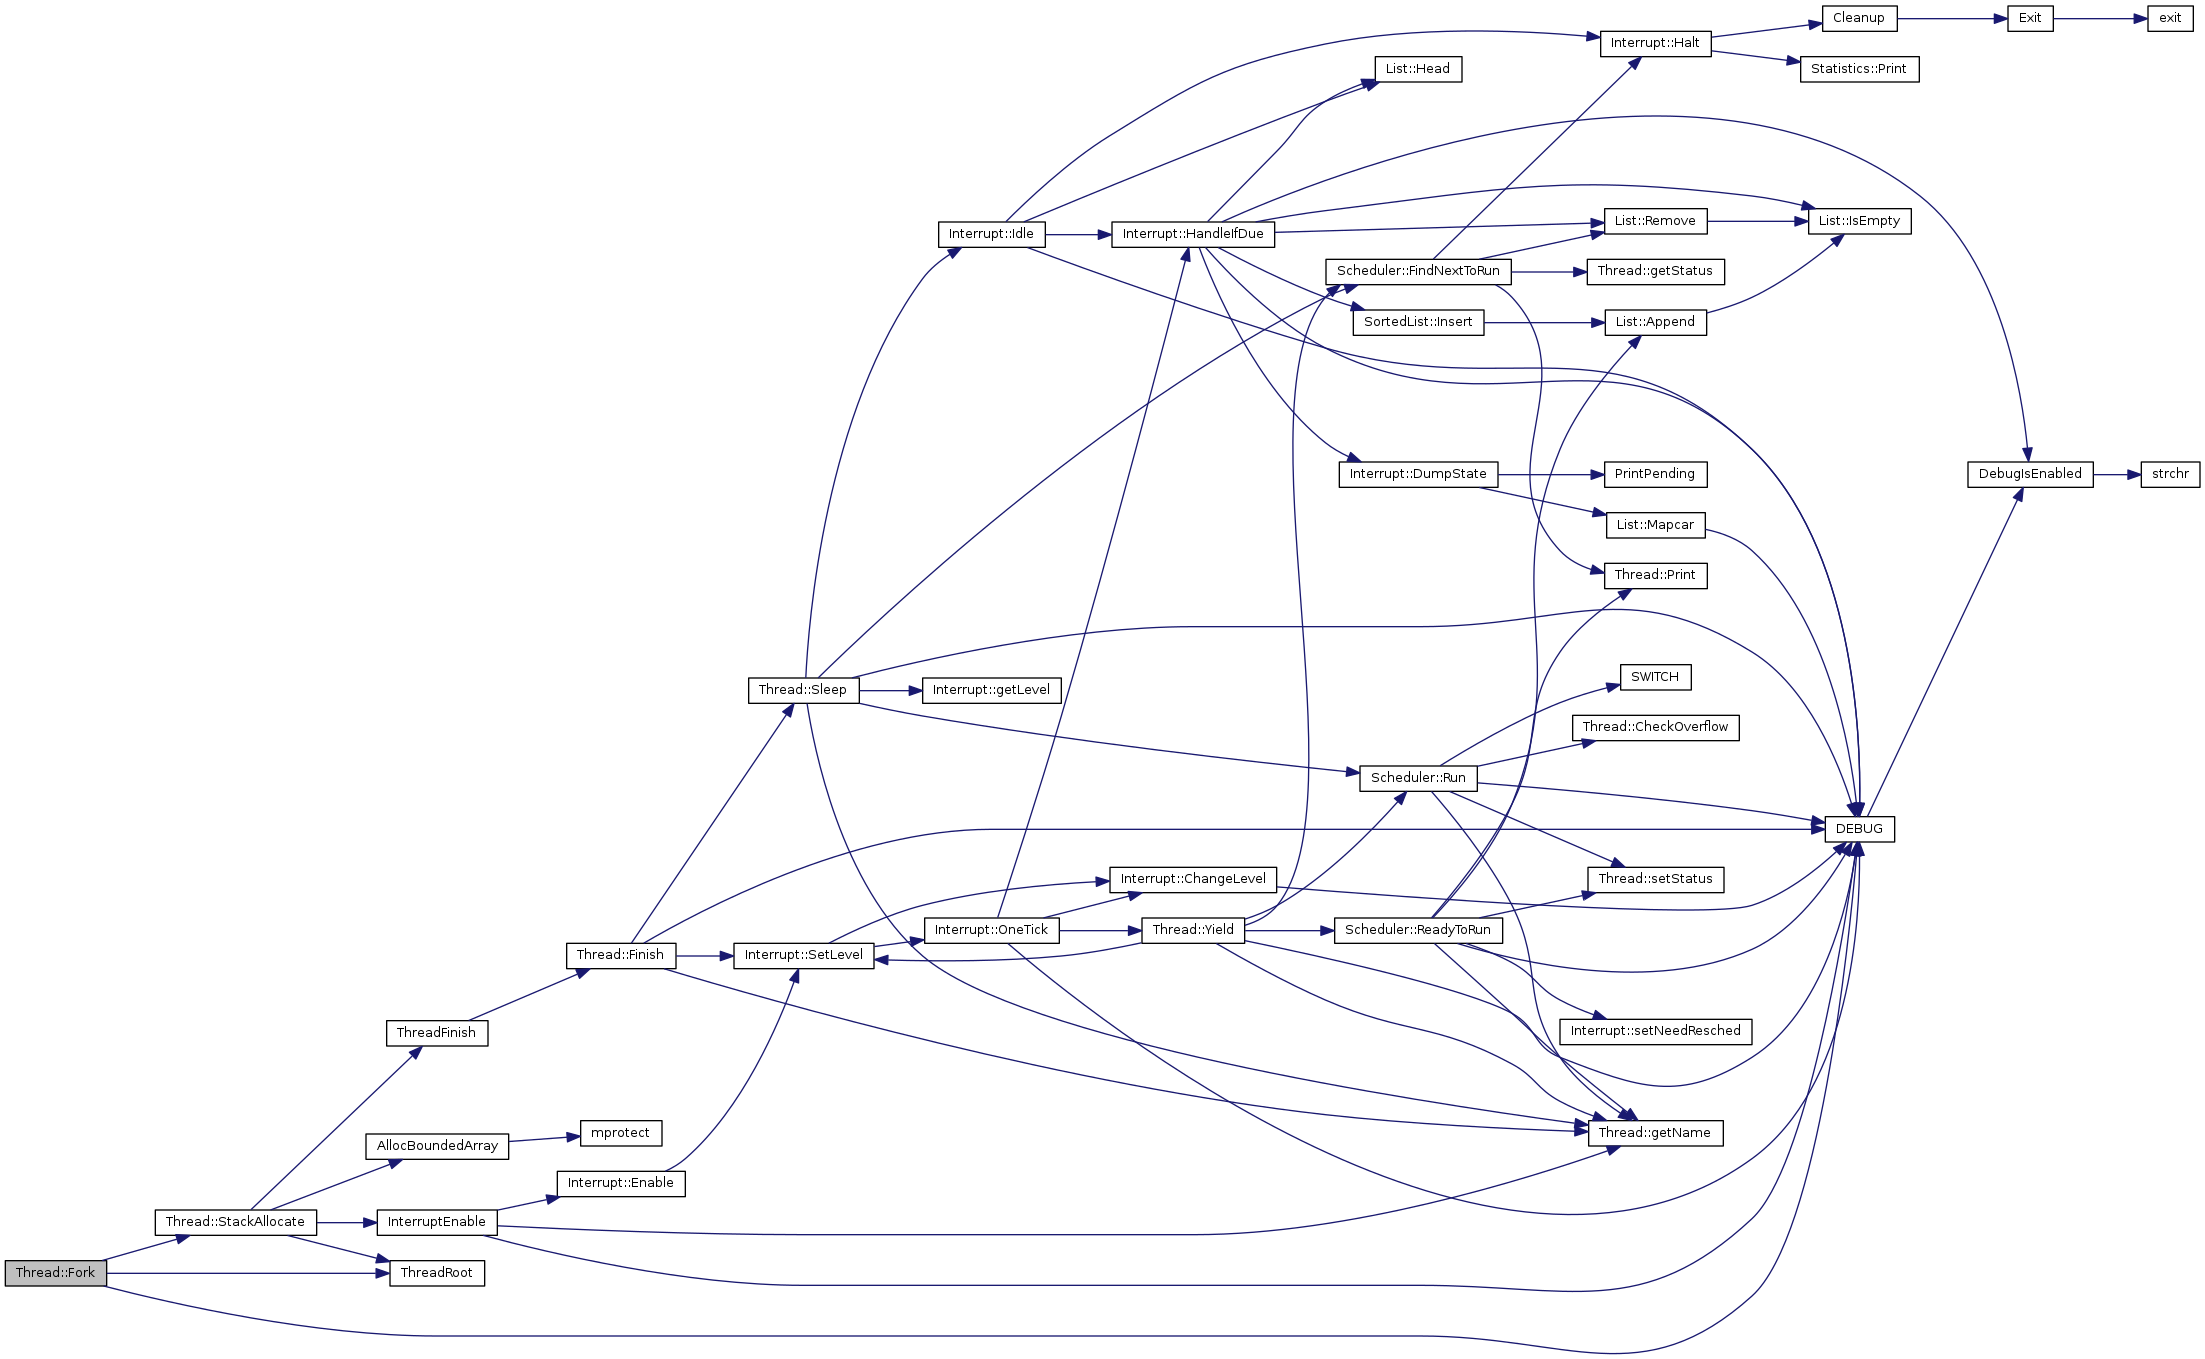 Cleanup
Exit
exit
Interrupt::Halt
List::Head
Statistics::Print
Interrupt::Idle
Interrupt::HandleIfDue
List::Remove
List::IsEmpty
Scheduler::FindNextToRun
Thread::getStatus
SortedList::Insert
List::Append
Interrupt::DumpState
PrintPending
DebugIsEnabled
strchr
List::Mapcar
Thread::Print
Thread::Sleep
Interrupt::getLevel
SWITCH
Thread::CheckOverflow
Scheduler::Run
DEBUG
Interrupt::ChangeLevel
Thread::setStatus
Thread::Finish
Interrupt::SetLevel
Interrupt::OneTick
Thread::Yield
Scheduler::ReadyToRun
ThreadFinish
Interrupt::setNeedResched
AllocBoundedArray
mprotect
Thread::getName
Interrupt::Enable
Thread::StackAllocate
InterruptEnable
Thread::Fork
ThreadRoot